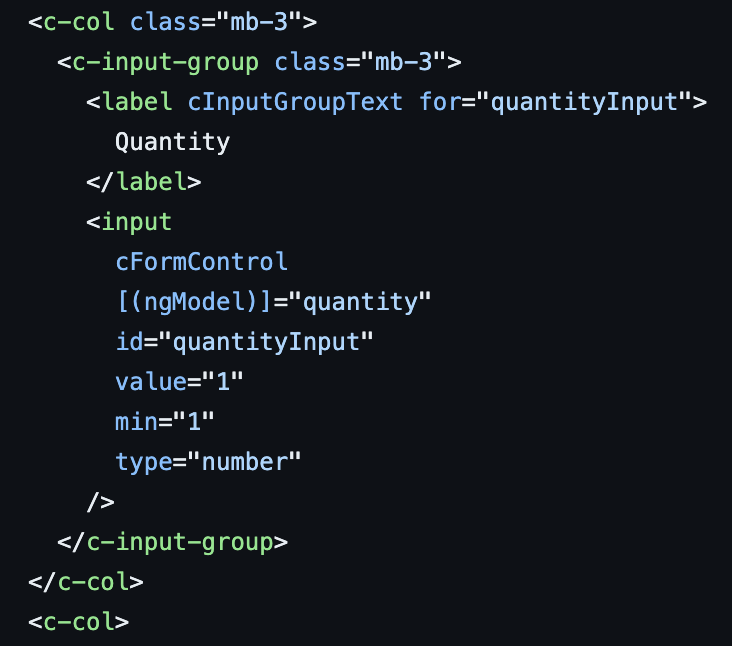 <c-col class="mb-3">
<c-input-group class="mb-3">
<label cInputGroupText for="quantityInput">
Quantity
</label>
<input
cFormControl
[(ngModel)]="quantity"
id="quantityInput"
value="1"
min="1"
type="number"
/>
</c-input-group>
</c-col>
<c-col>